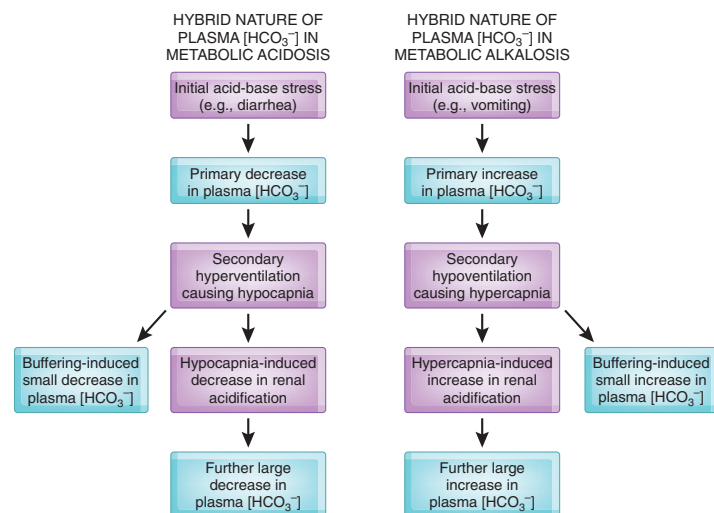 HYBRID NATURE OF
PLASMA [HCO₃⁻] IN
METABOLIC ACIDOSIS
Initial acid-base stress
(e.g., diarrhea)
Primary decrease
in plasma [HCO₃⁻]
Secondary
hyperventilation
causing hypocapnia
Buffering-induced
small decrease in
plasma [HCO₃⁻]
Hypocapnia-induced
decrease in renal
acidification
Further large
decrease in
plasma [HCO₃⁻]
HYBRID NATURE OF
PLASMA [HCO₃⁻] IN
METABOLIC ALKALOSIS
Initial acid-base stress
(e.g., vomiting)
Primary increase
in plasma [HCO₃⁻]
Secondary
hypoventilation
causing hypercapnia
Hypercapnia-induced
increase in renal
acidification
Buffering-induced
small increase in
plasma [HCO₃⁻]
Further large
increase in
plasma [HCO₃⁻]